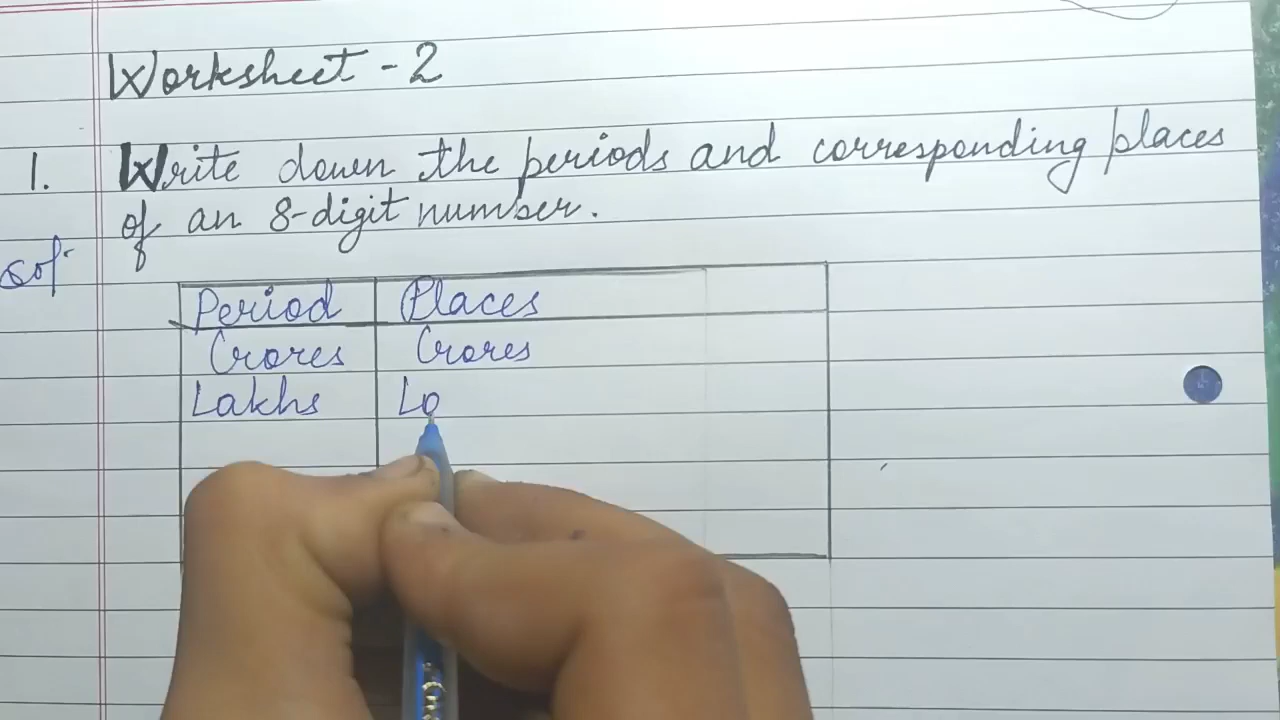 Worksheet - 2
1. Write down the periods and corresponding places
of an 8-digit number.
Sol.
Period Places
Crores Crores
Lakhs La